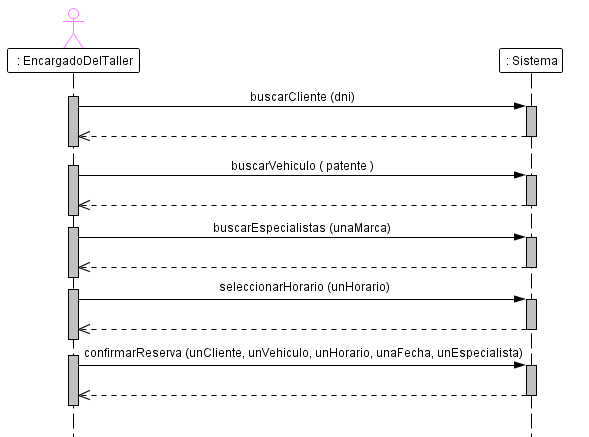 : EncargadoDelTaller
: Sistema
buscarCliente (dni)
buscarVehiculo ( patente )
buscarEspecialistas (unaMarca)
seleccionarHorario (unHorario)
confirmarReserva (unCliente, unVehiculo, unHorario, unaFecha, unEspecialista)